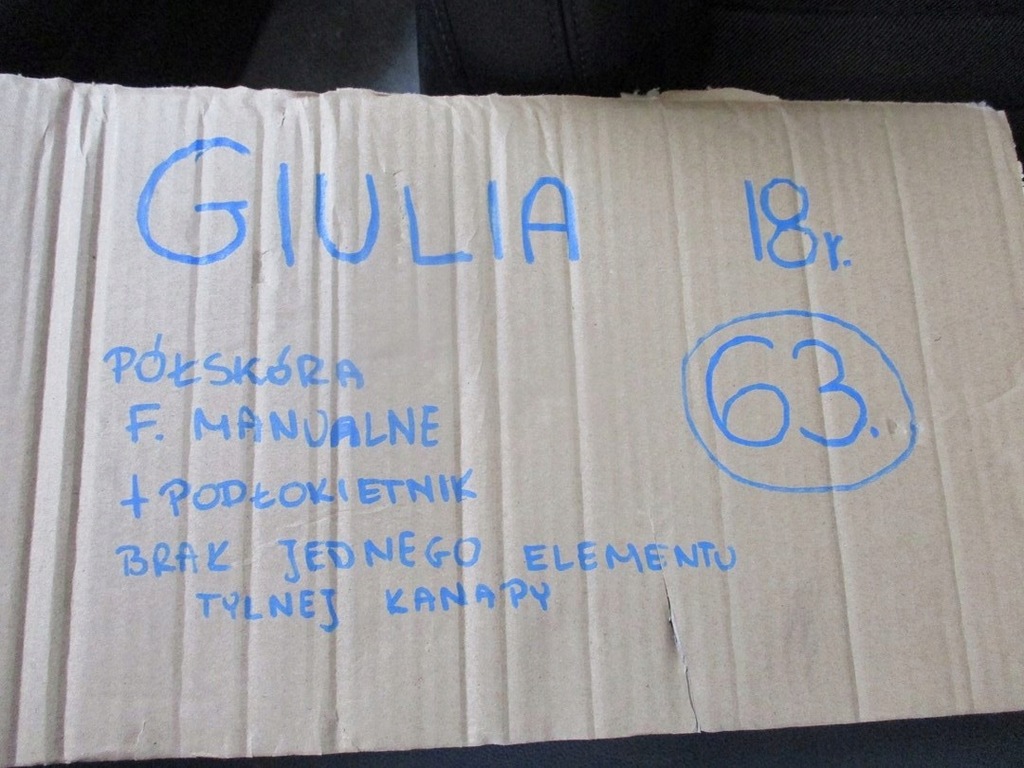 GIULIA 18r.
63.
PÓŁSKÓRA
F. MANUALNE
+ PODŁOKIETNIK
BRAK JEDNEGO ELEMENTU
TYLNEJ KANAPY